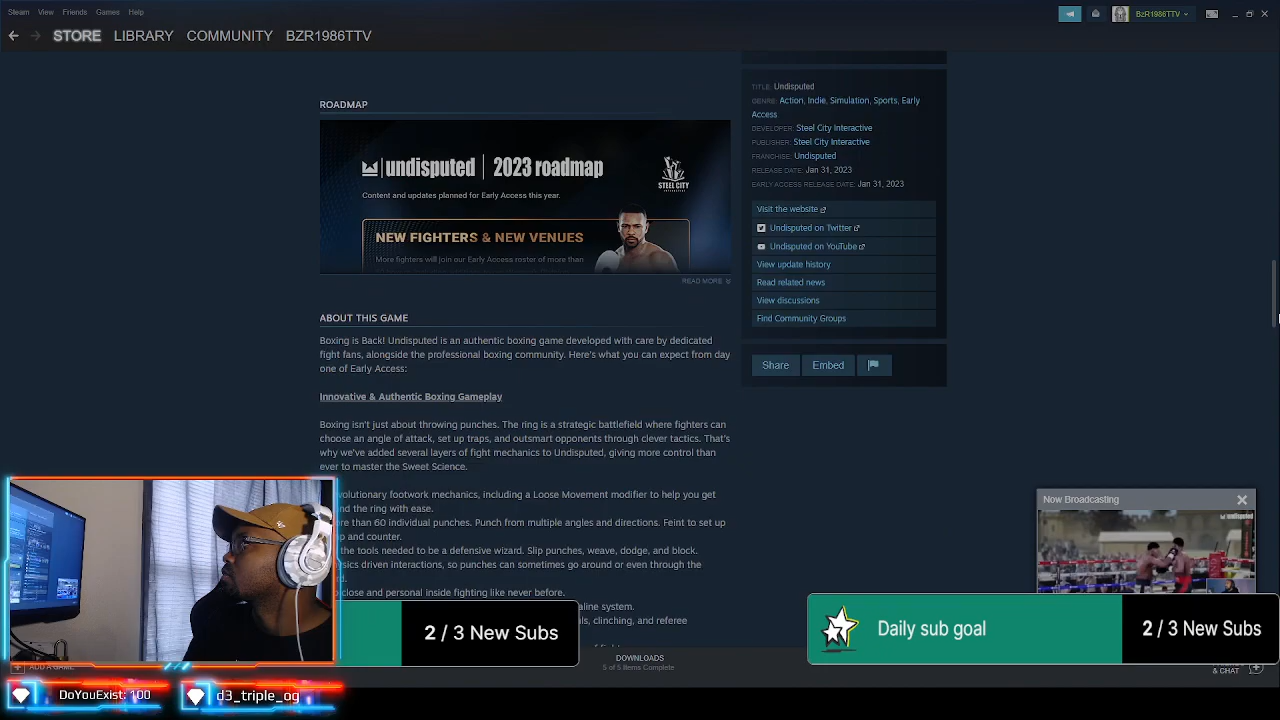 Steam View Friends Games Help
BzR1986TTV
STORE LIBRARY COMMUNITY BZR1986TTV
ROADMAP
undisputed | 2023 roadmap
STEEL CITY
Content and updates planned for Early Access this year.
NEW FIGHTERS & NEW VENUES
More fighters will join our Early Access roster of more than
READ MORE
TITLE: Undisputed
GENRE: Action, Indie, Simulation, Sports, Early
Access
DEVELOPER: Steel City Interactive
PUBLISHER: Steel City Interactive
FRANCHISE: Undisputed
RELEASE DATE: Jan 31, 2023
EARLY ACCESS RELEASE DATE: Jan 31, 2023
Visit the website
Undisputed on Twitter
Undisputed on YouTube
View update history
Read related news
View discussions
Find Community Groups
Share Embed
ABOUT THIS GAME
Boxing is Back! Undisputed is an authentic boxing game developed with care by dedicated
fight fans, alongside the professional boxing community. Here's what you can expect from day
one of Early Access:
Innovative & Authentic Boxing Gameplay
Boxing isn't just about throwing punches. The ring is a strategic battlefield where fighters can
choose an angle of attack, set up traps, and outsmart opponents through clever tactics. That's
why we've added several layers of fight mechanics to Undisputed, giving more control than
ever to master the Sweet Science.
volutionary footwork mechanics, including a Loose Movement modifier to help you get
nd the ring with ease.
re than 60 individual punches. Punch from multiple angles and directions. Feint to set up
p and counter.
the tools needed to be a defensive wizard. Slip punches, weave, dodge, and block.
ysics driven interactions, so punches can sometimes go around or even through the
rd.
close and personal inside fighting like never before.
aline system.
ls, clinching, and referee
Now Broadcasting
undisputed
2 / 3 New Subs
Daily sub goal
2 / 3 New Subs
DOWNLOADS
5 of 5 Items Complete
ADD A GAME
& CHAT
DoYouExist: 100
d3_triple_og